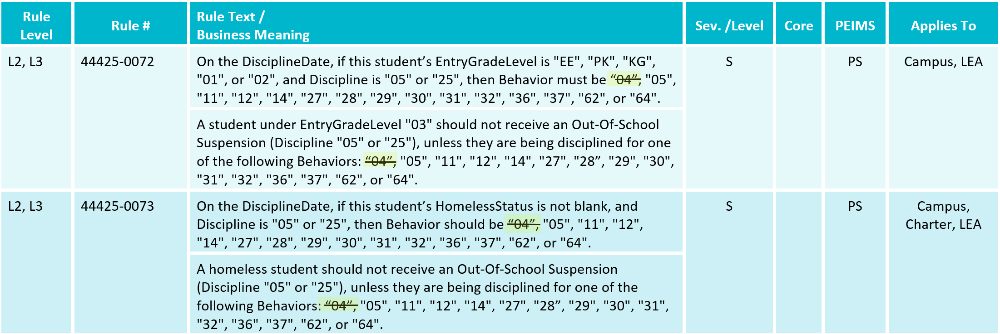 Rule Level
Rule #
Rule Text /
Business Meaning
Sev. /Level
Core
PEIMS
Applies To
L2, L3
44425-0072
On the DisciplineDate, if this student’s EntryGradeLevel is "EE", "PK", "KG",
"01", or "02", and Discipline is "05" or "25", then Behavior must be “04”, "05",
"11", "12", "14", "27", "28", "29", "30", "31", "32", "36", "37", "62", or "64".
A student under EntryGradeLevel "03" should not receive an Out-Of-School
Suspension (Discipline "05" or "25"), unless they are being disciplined for one
of the following Behaviors: “04”, "05", "11", "12", "14", "27", "28”, "29", "30",
"31", "32", "36", "37", "62", or "64".
S
PS
Campus, LEA
L2, L3
44425-0073
On the DisciplineDate, if this student’s HomelessStatus is not blank, and
Discipline is "05" or "25", then Behavior should be “04”, "05", "11", "12",
"14", "27", "28", "29", "30", "31", "32", "36", "37", "62", or "64".
A homeless student should not receive an Out-Of-School Suspension
(Discipline "05" or "25"), unless they are being disciplined for one of the
following Behaviors: “04”, "05", "11", "12", "14", "27", "28”, "29", "30", "31",
"32", "36", "37", "62", or "64".
S
PS
Campus,
Charter, LEA